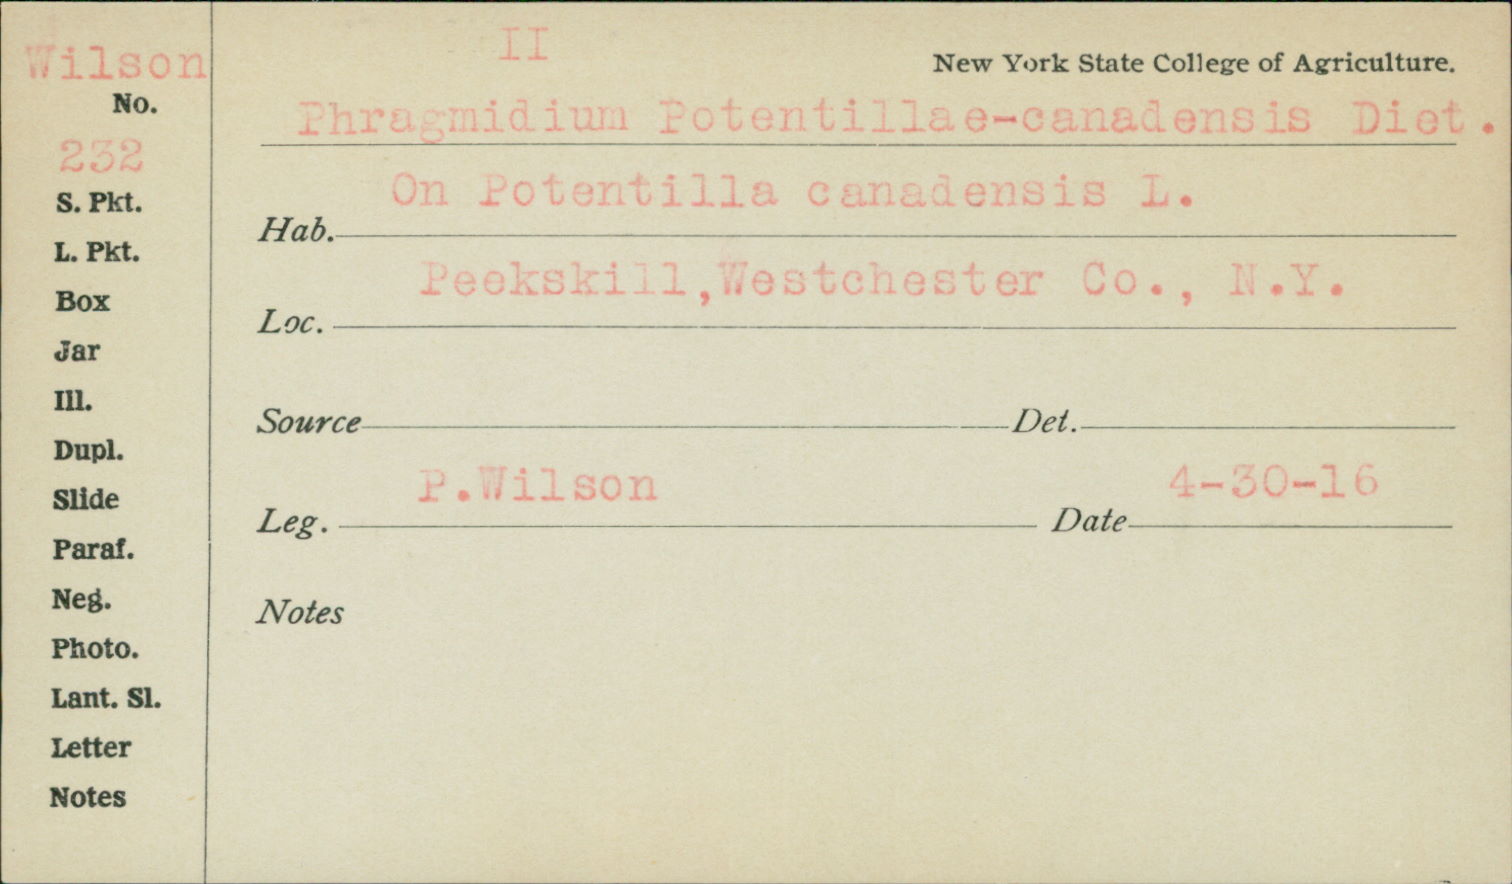 Wilson
No.
232
S. Pkt.
L. Pkt.
Box
Jar
Ill.
Dupl.
Slide
Paraf.
Neg.
Photo.
Lant. Sl.
Letter
Notes
II
New York State College of Agriculture.
Phragmidium Potentillae-canadensis Diet.
On Potentilla canadensis L.
Hab.
Peekskill,Westchester Co., N.Y.
Loc.
Source Det.
P.Wilson 4-30-16
Leg. Date
Notes